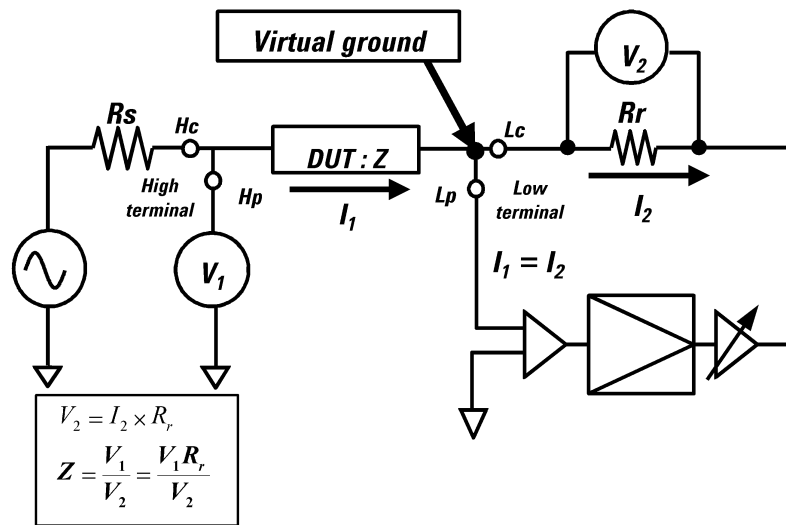 Virtual ground
V₂
Rs
Hc
Lc
Rr
DUT : Z
High terminal
Hp
I₁
Lp
Low terminal
I₂
V₁
I₁ = I₂
V₂ = I₂ × Rᵣ
Z = V₁/V₂ = V₁Rᵣ/V₂